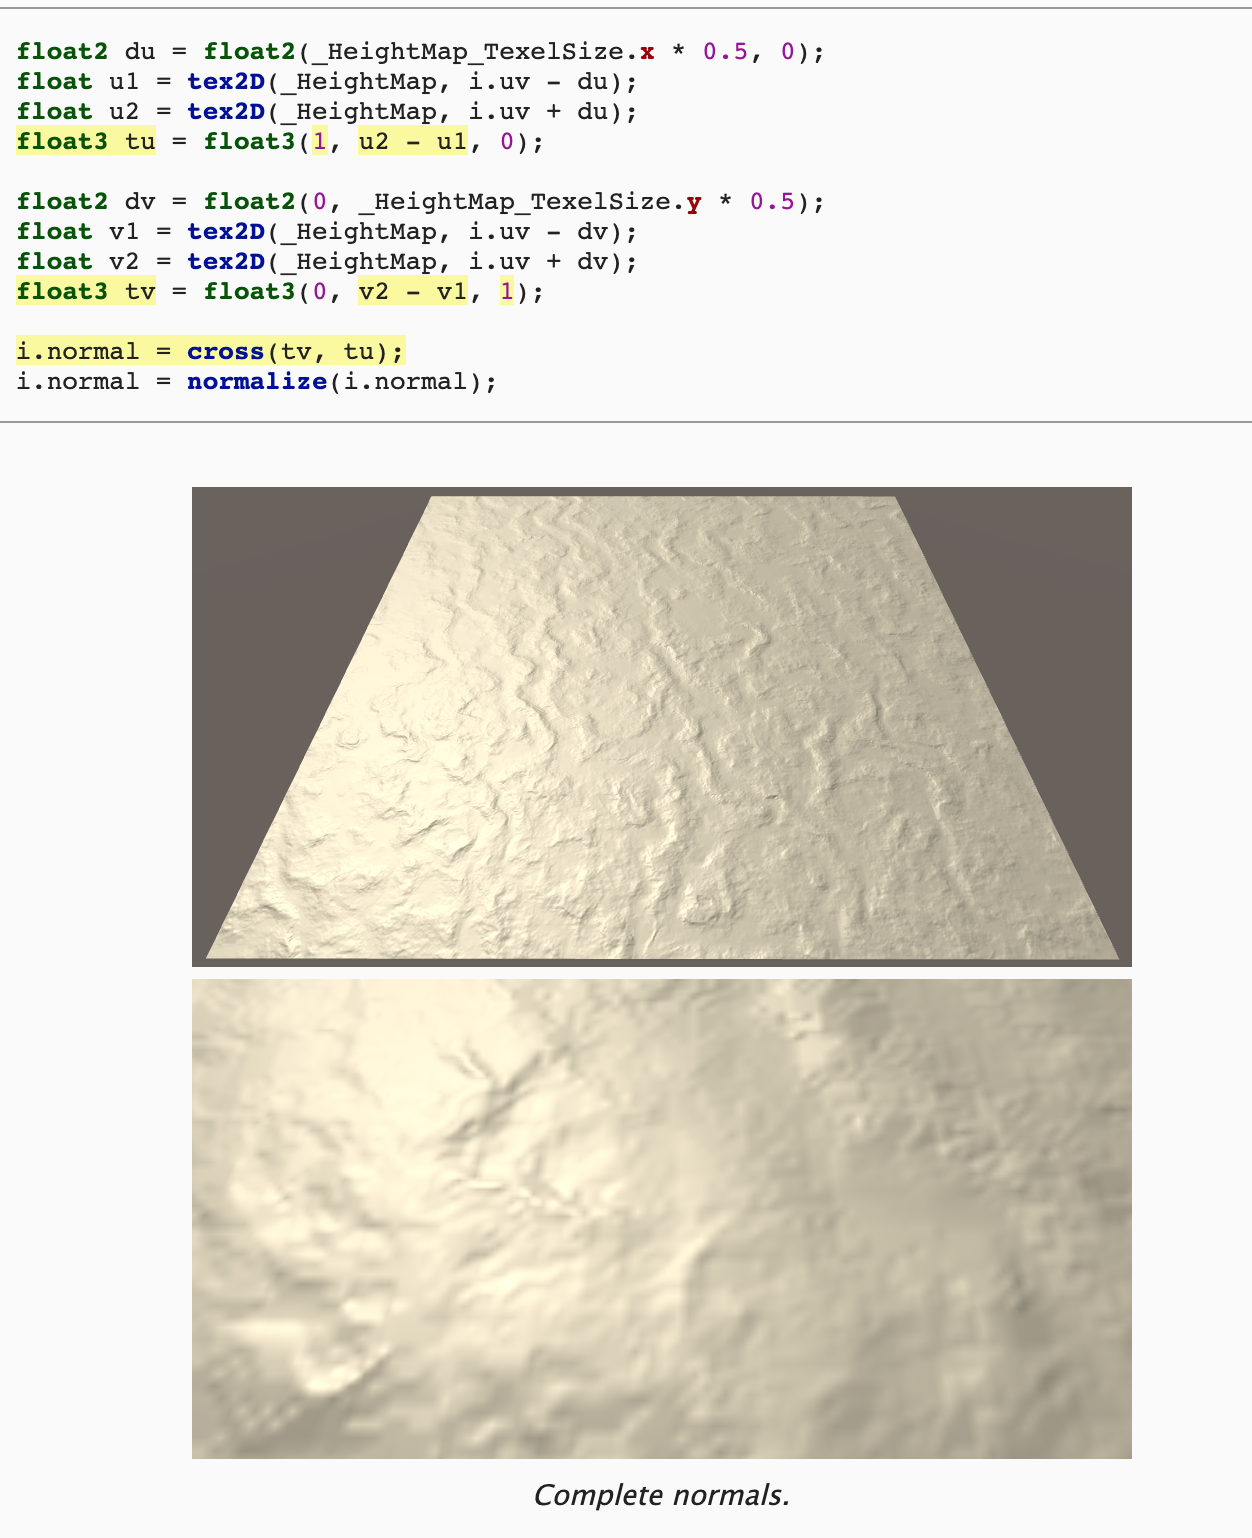 float2 du = float2(_HeightMap_TexelSize.x * 0.5, 0);
float u1 = tex2D(_HeightMap, i.uv - du);
float u2 = tex2D(_HeightMap, i.uv + du);
float3 tu = float3(1, u2 - u1, 0);
float2 dv = float2(0, _HeightMap_TexelSize.y * 0.5);
float v1 = tex2D(_HeightMap, i.uv - dv);
float v2 = tex2D(_HeightMap, i.uv + dv);
float3 tv = float3(0, v2 - v1, 1);
i.normal = cross(tv, tu);
i.normal = normalize(i.normal);
Complete normals.